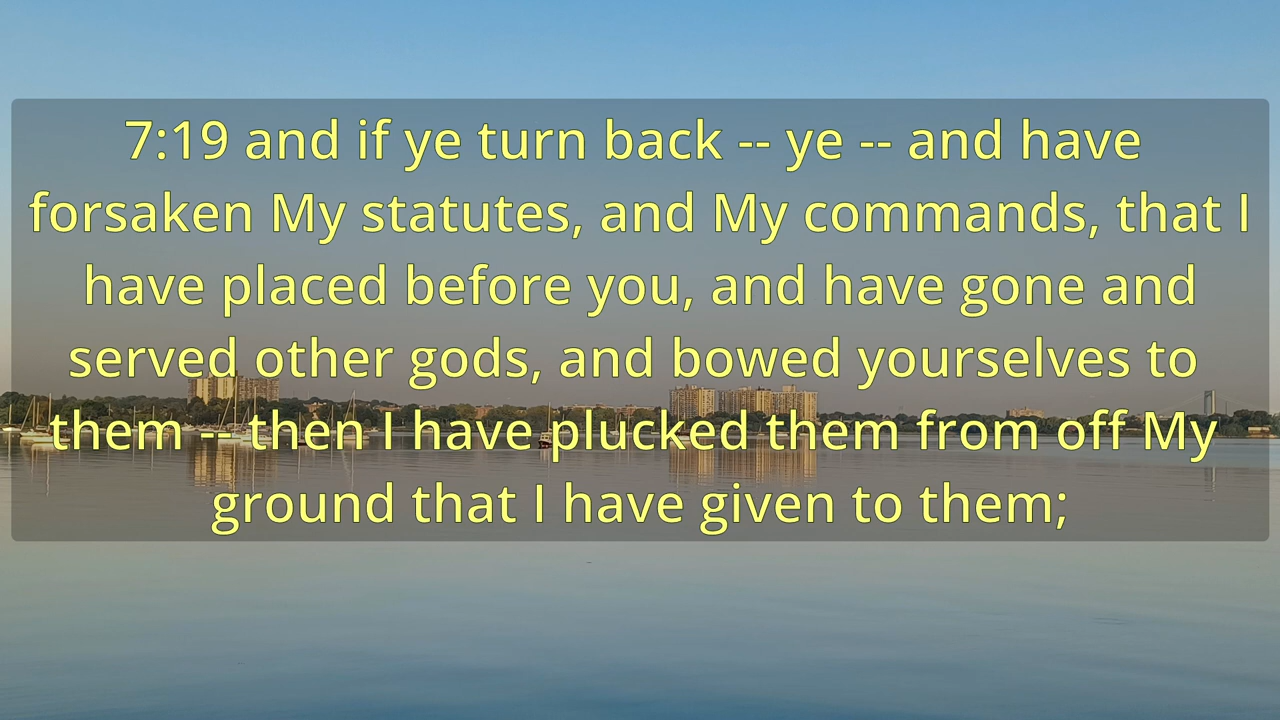 7:19 and if ye turn back -- ye -- and have
forsaken My statutes, and My commands, that I
have placed before you, and have gone and
served other gods, and bowed yourselves to
them -- then I have plucked them from off My
ground that I have given to them;